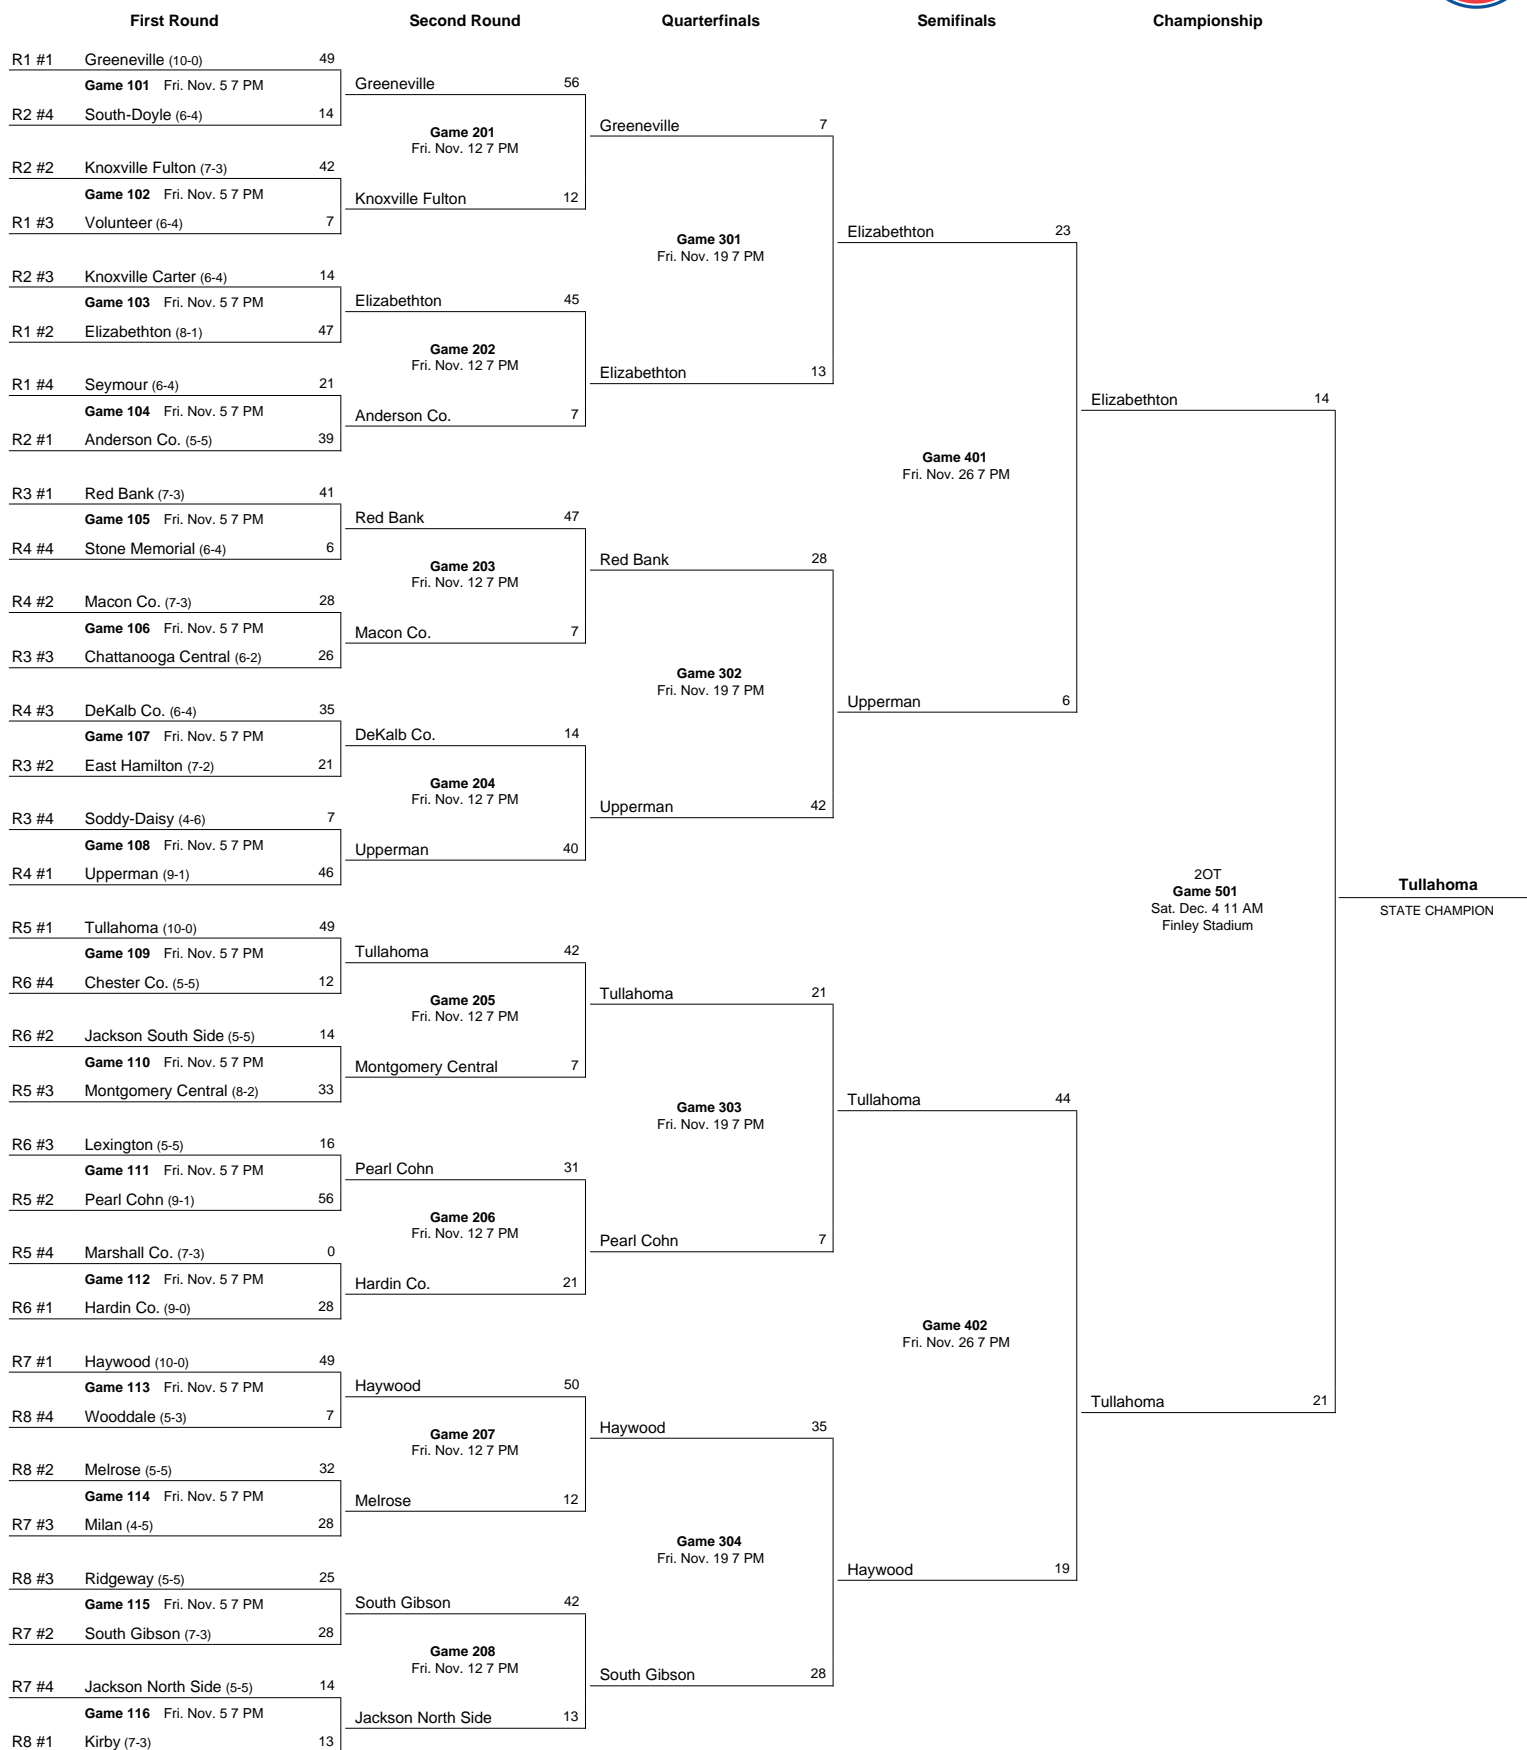 First Round Second Round Quarterfinals Semifinals Championship
R1 #1 Greeneville (10-0) 49
Game 101 Fri. Nov. 5 7 PM
R2 #4 South-Doyle (6-4) 14
R2 #2 Knoxville Fulton (7-3) 42
Game 102 Fri. Nov. 5 7 PM
R1 #3 Volunteer (6-4) 7
R2 #3 Knoxville Carter (6-4) 14
Game 103 Fri. Nov. 5 7 PM
R1 #2 Elizabethton (8-1) 47
R1 #4 Seymour (6-4) 21
Game 104 Fri. Nov. 5 7 PM
R2 #1 Anderson Co. (5-5) 39
R3 #1 Red Bank (7-3) 41
Game 105 Fri. Nov. 5 7 PM
R4 #4 Stone Memorial (6-4) 6
R4 #2 Macon Co. (7-3) 28
Game 106 Fri. Nov. 5 7 PM
R3 #3 Chattanooga Central (6-2) 26
R4 #3 DeKalb Co. (6-4) 35
Game 107 Fri. Nov. 5 7 PM
R3 #2 East Hamilton (7-2) 21
R3 #4 Soddy-Daisy (4-6) 7
Game 108 Fri. Nov. 5 7 PM
R4 #1 Upperman (9-1) 46
R5 #1 Tullahoma (10-0) 49
Game 109 Fri. Nov. 5 7 PM
R6 #4 Chester Co. (5-5) 12
R6 #2 Jackson South Side (5-5) 14
Game 110 Fri. Nov. 5 7 PM
R5 #3 Montgomery Central (8-2) 33
R6 #3 Lexington (5-5) 16
Game 111 Fri. Nov. 5 7 PM
R5 #2 Pearl Cohn (9-1) 56
R5 #4 Marshall Co. (7-3) 0
Game 112 Fri. Nov. 5 7 PM
R6 #1 Hardin Co. (9-0) 28
R7 #1 Haywood (10-0) 49
Game 113 Fri. Nov. 5 7 PM
R8 #4 Wooddale (5-3) 7
R8 #2 Melrose (5-5) 32
Game 114 Fri. Nov. 5 7 PM
R7 #3 Milan (4-5) 28
R8 #3 Ridgeway (5-5) 25
Game 115 Fri. Nov. 5 7 PM
R7 #2 South Gibson (7-3) 28
R7 #4 Jackson North Side (5-5) 14
Game 116 Fri. Nov. 5 7 PM
R8 #1 Kirby (7-3) 13
Greeneville 56
Game 201
Fri. Nov. 12 7 PM
Knoxville Fulton 12
Elizabethton 45
Game 202
Fri. Nov. 12 7 PM
Anderson Co. 7
Red Bank 47
Game 203
Fri. Nov. 12 7 PM
Macon Co. 7
DeKalb Co. 14
Game 204
Fri. Nov. 12 7 PM
Upperman 40
Tullahoma 42
Game 205
Fri. Nov. 12 7 PM
Montgomery Central 7
Pearl Cohn 31
Game 206
Fri. Nov. 12 7 PM
Hardin Co. 21
Haywood 50
Game 207
Fri. Nov. 12 7 PM
Melrose 12
South Gibson 42
Game 208
Fri. Nov. 12 7 PM
Jackson North Side 13
Greeneville 7
Game 301
Fri. Nov. 19 7 PM
Elizabethton 13
Red Bank 28
Game 302
Fri. Nov. 19 7 PM
Upperman 42
Tullahoma 21
Game 303
Fri. Nov. 19 7 PM
Pearl Cohn 7
Haywood 35
Game 304
Fri. Nov. 19 7 PM
South Gibson 28
Elizabethton 23
Game 401
Fri. Nov. 26 7 PM
Upperman 6
Tullahoma 44
Game 402
Fri. Nov. 26 7 PM
Haywood 19
Elizabethton 14
2OT
Game 501
Sat. Dec. 4 11 AM
Finley Stadium
Tullahoma 21
Tullahoma
STATE CHAMPION